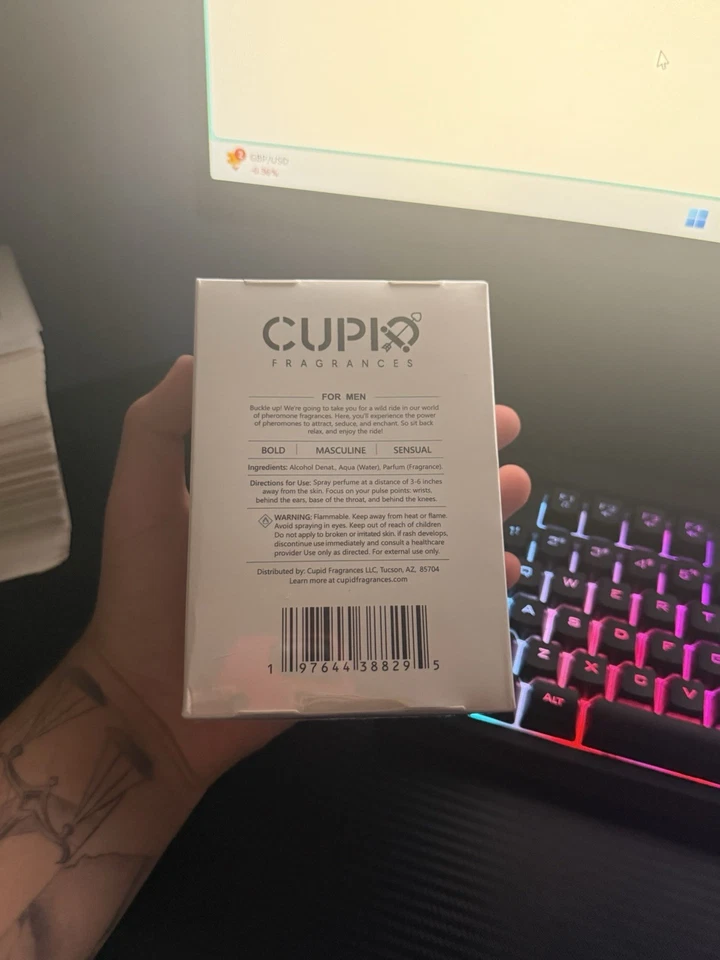 GBP/USD
-0.36%
CUPID
FRAGRANCES
FOR MEN
Buckle up! We're going to take you for a wild ride in our world
of pheromone fragrances. Here, you'll experience the power
of pheromones to attract, seduce, and enchant. So sit back
relax, and enjoy the ride!
BOLD | MASCULINE | SENSUAL
Ingredients: Alcohol Denat., Aqua (Water), Parfum (Fragrance).
Directions for Use: Spray perfume at a distance of 3-6 inches
away from the skin. Focus on your pulse points: wrists,
behind the ears, base of the throat, and behind the knees.
WARNING: Flammable. Keep away from heat or flame.
Avoid spraying in eyes. Keep out of reach of children
Do not apply to broken or irritated skin. If rash develops,
discontinue use immediately and consult a healthcare
provider Use only as directed. For external use only.
Distributed by: Cupid Fragrances LLC, Tucson, AZ, 85704
Learn more at cupidfragrances.com
1 97644 38829 5
Q W E R T
A S D F
Z X C V
ALT